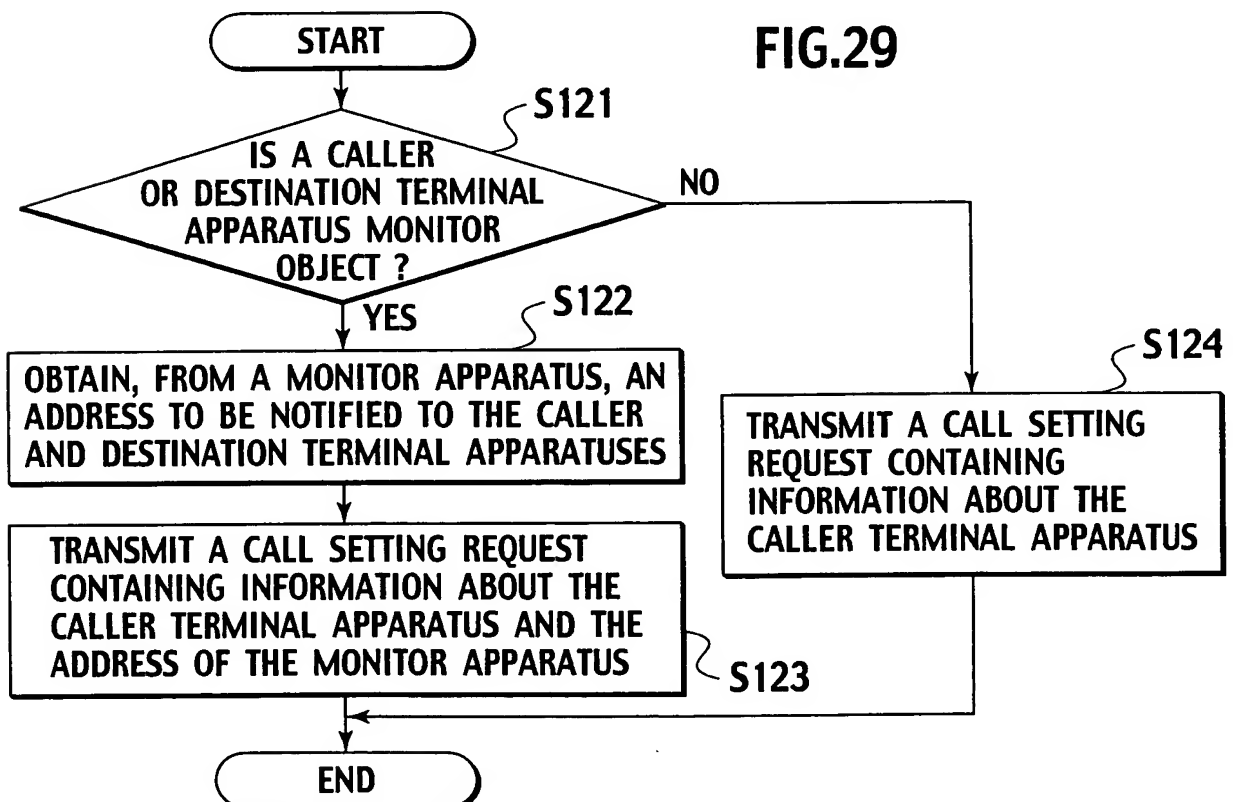 START
FIG.29
S121
IS A CALLER
OR DESTINATION TERMINAL
APPARATUS MONITOR
OBJECT ?
NO
YES
S122
OBTAIN, FROM A MONITOR APPARATUS, AN
ADDRESS TO BE NOTIFIED TO THE CALLER
AND DESTINATION TERMINAL APPARATUSES
S124
TRANSMIT A CALL SETTING
REQUEST CONTAINING
INFORMATION ABOUT THE
CALLER TERMINAL APPARATUS
TRANSMIT A CALL SETTING REQUEST
CONTAINING INFORMATION ABOUT THE
CALLER TERMINAL APPARATUS AND THE
ADDRESS OF THE MONITOR APPARATUS
S123
END